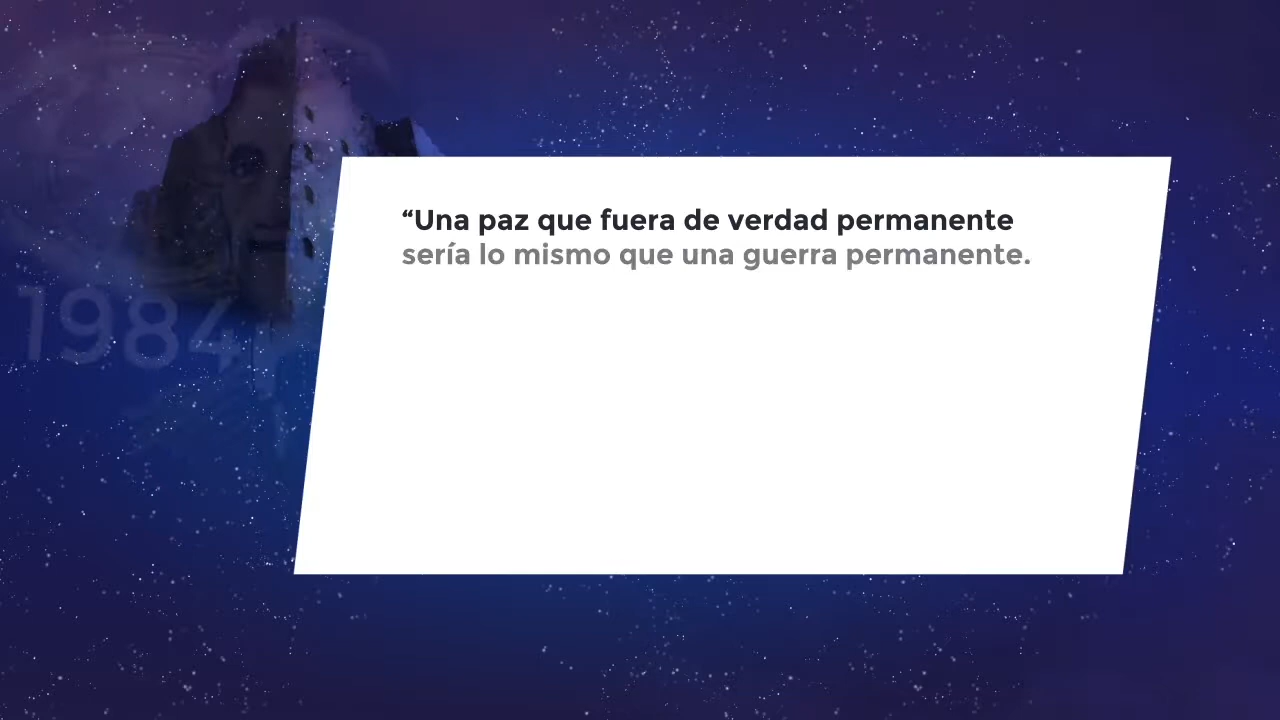 “Una paz que fuera de verdad permanente
sería lo mismo que una guerra permanente.
1984